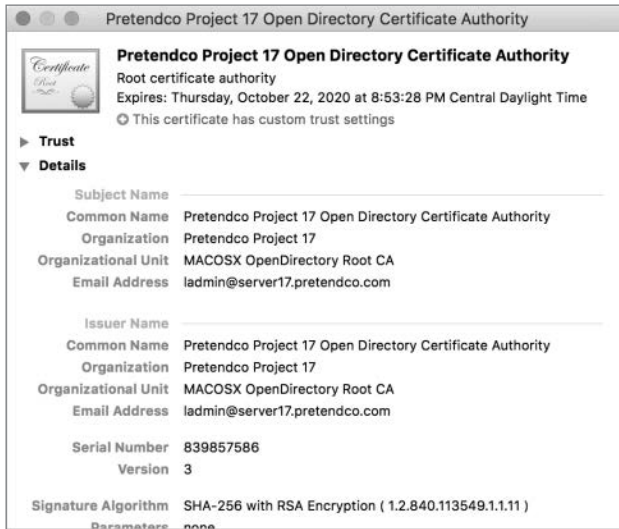 Pretendco Project 17 Open Directory Certificate Authority
Certificate
Root
Pretendco Project 17 Open Directory Certificate Authority
Root certificate authority
Expires: Thursday, October 22, 2020 at 8:53:28 PM Central Daylight Time
This certificate has custom trust settings
Trust
Details
Subject Name
Common Name Pretendco Project 17 Open Directory Certificate Authority
Organization Pretendco Project 17
Organizational Unit MACOSX OpenDirectory Root CA
Email Address ladmin@server17.pretendco.com
Issuer Name
Common Name Pretendco Project 17 Open Directory Certificate Authority
Organization Pretendco Project 17
Organizational Unit MACOSX OpenDirectory Root CA
Email Address ladmin@server17.pretendco.com
Serial Number 839857586
Version 3
Signature Algorithm SHA-256 with RSA Encryption ( 1.2.840.113549.1.1.11 )
Parameters none